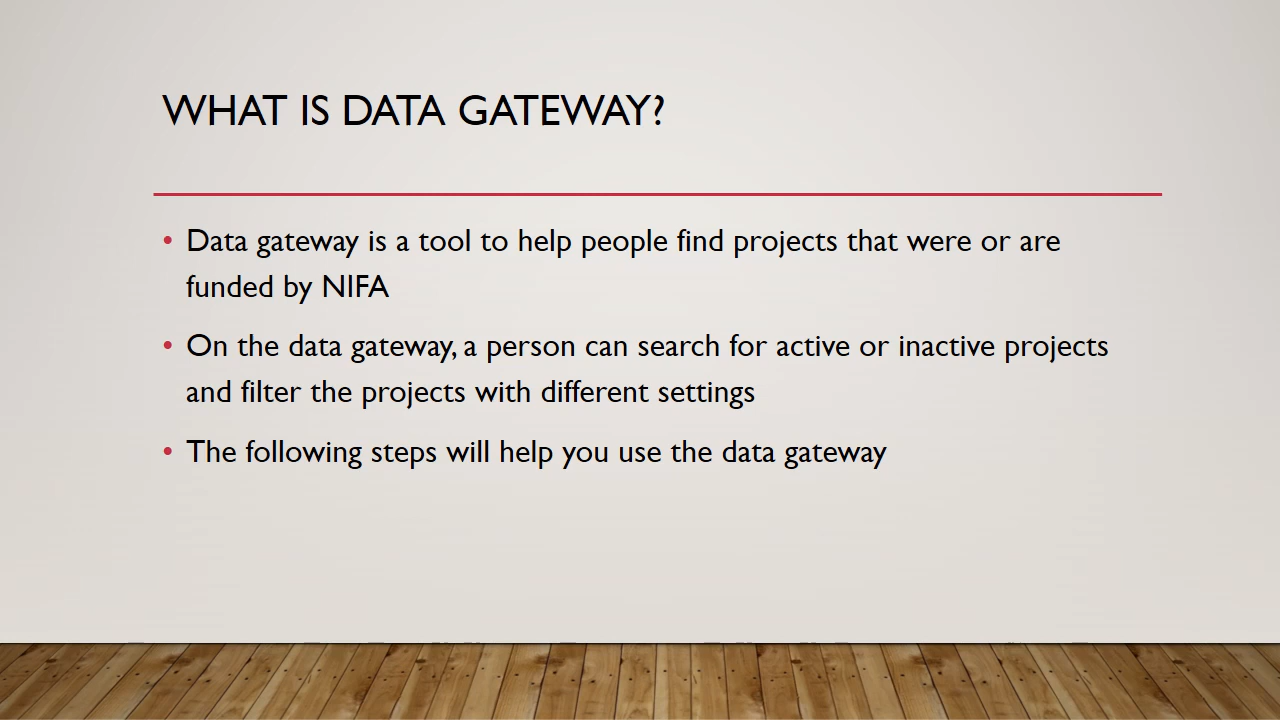 WHAT IS DATA GATEWAY?
• Data gateway is a tool to help people find projects that were or are
funded by NIFA
• On the data gateway, a person can search for active or inactive projects
and filter the projects with different settings
• The following steps will help you use the data gateway